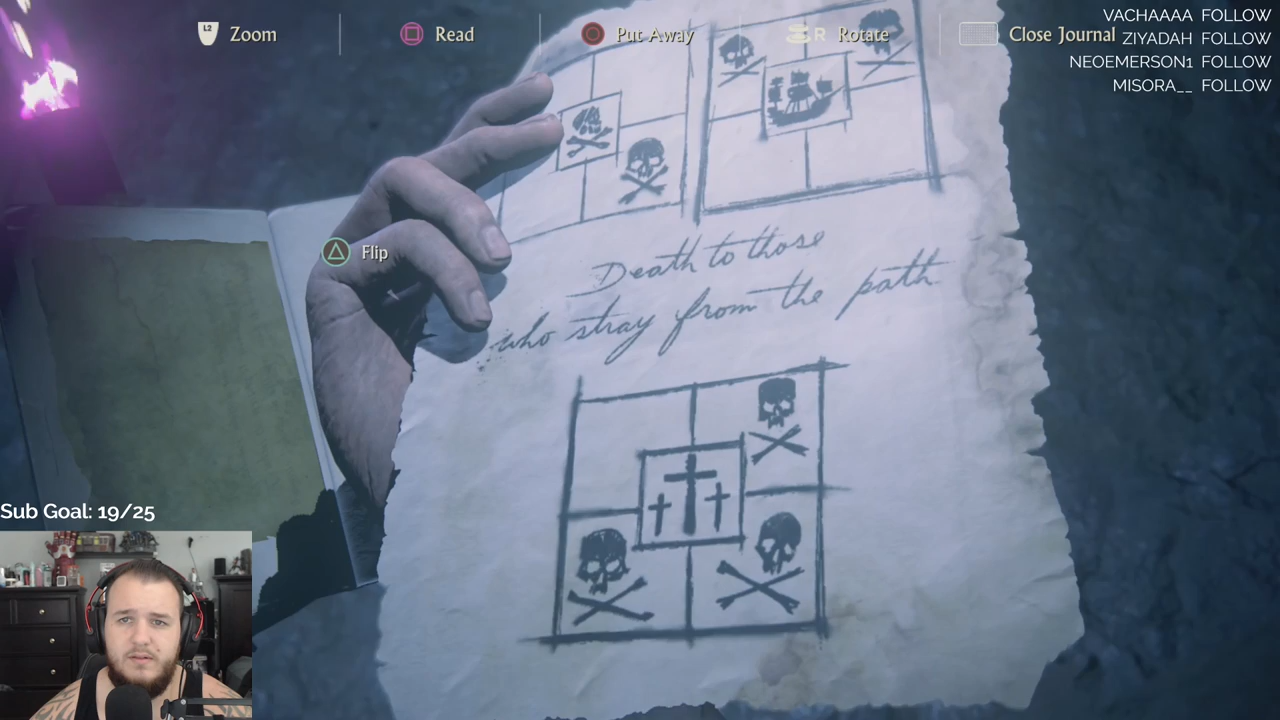 L2 Zoom
Read
Put Away
R Rotate
Close Journal
VACHAAAA FOLLOW
ZIYADAH FOLLOW
NEOEMERSON1 FOLLOW
MISORA__ FOLLOW
Flip
Death to those
who stray from the path.
Sub Goal: 19/25